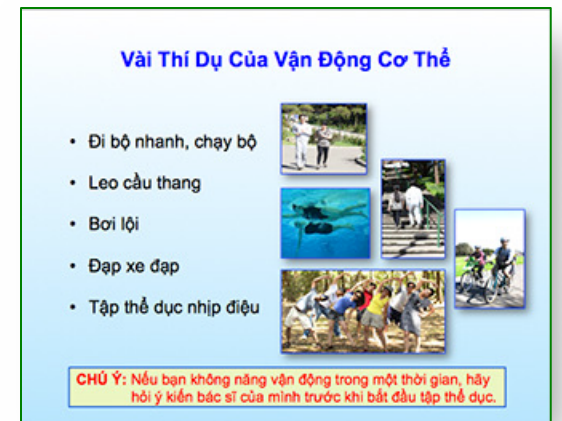 Vài Thí Dụ Của Vận Động Cơ Thể
• Đi bộ nhanh, chạy bộ
• Leo cầu thang
• Bơi lội
• Đạp xe đạp
• Tập thể dục nhịp điệu
CHÚ Ý: Nếu bạn không năng vận động trong một thời gian, hãy
hỏi ý kiến bác sĩ của mình trước khi bắt đầu tập thể dục.